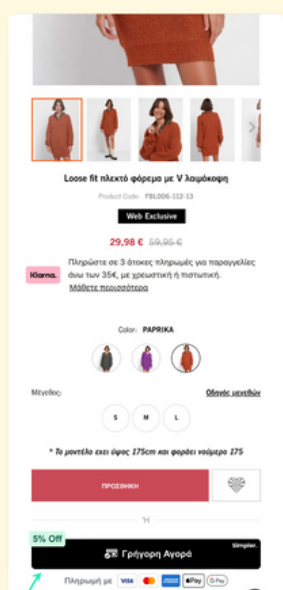 Loose fit πλεκτό φόρεμα με V λαιμόκοψη
Product Code: FBL006-112-13
Web Exclusive
29,98 € 59,95 €
Klarna.
Πληρώστε σε 3 άτοκες πληρωμές για παραγγελίες
άνω των 35€, με χρεωστική ή πιστωτική.
Μάθετε περισσότερα
Color: PAPRIKA
Μέγεθος:
Οδηγός μεγεθών
S M L
* Το μοντέλο εχει ύψος 175cm και φοράει νούμερο 175
ΠΡΟΣΘΗΚΗ
Ή
5% Off
Γρήγορη Αγορά
Simpler.
Πληρωμή με VISA Pay G Pay